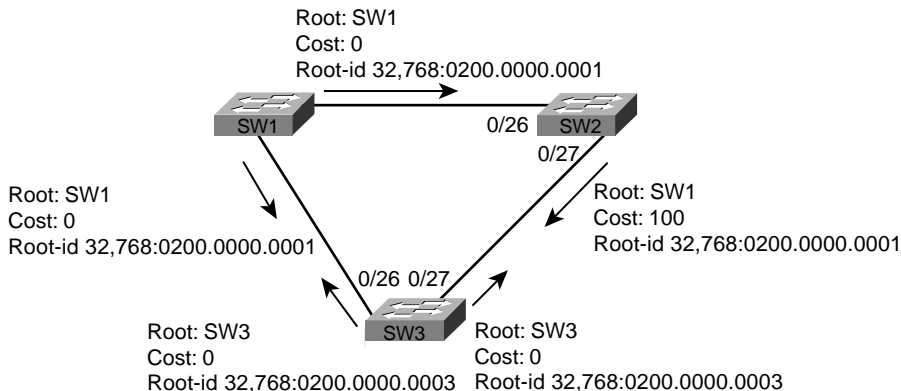 Root: SW1
Cost: 0
Root-id 32,768:0200.0000.0001
SW1
0/26
SW2
0/27
Root: SW1
Cost: 0
Root-id 32,768:0200.0000.0001
Root: SW1
Cost: 100
Root-id 32,768:0200.0000.0001
0/26 0/27
SW3
Root: SW3
Cost: 0
Root-id 32,768:0200.0000.0003
Root: SW3
Cost: 0
Root-id 32,768:0200.0000.0003